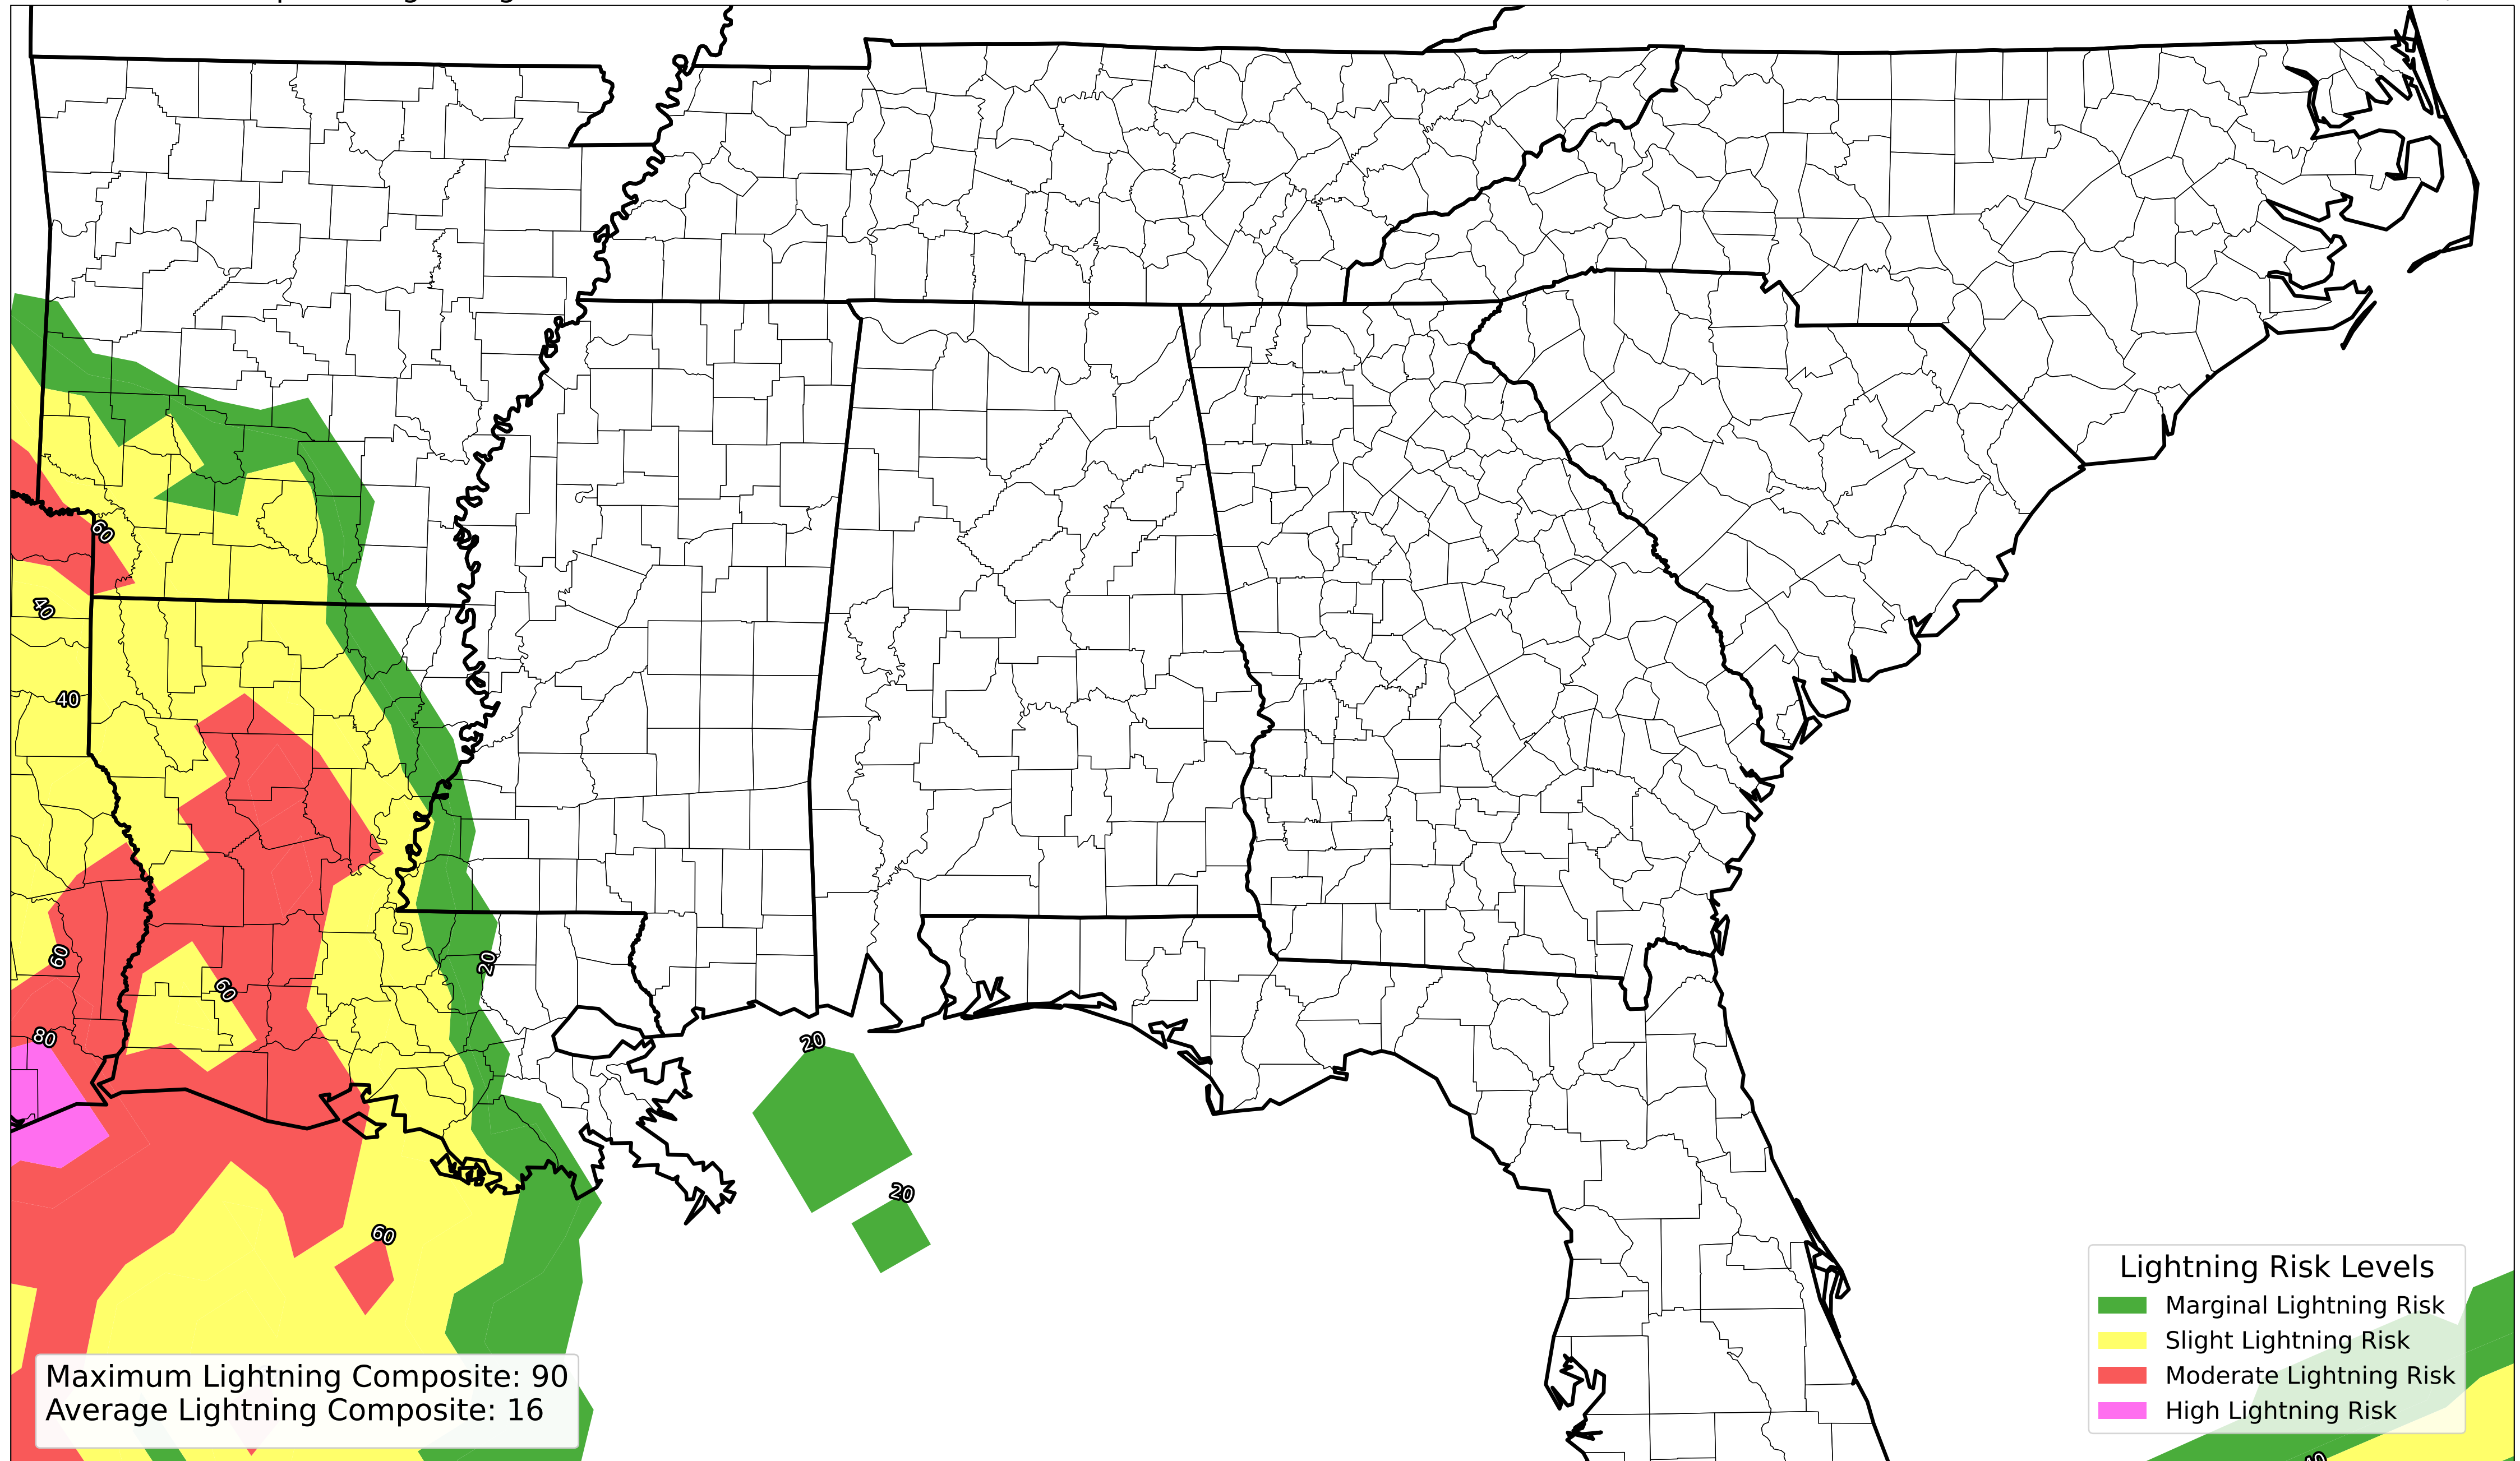 60
40
40
20
60
60
80
20
20
60
Lightning Risk Levels
Marginal Lightning Risk
Slight Lightning Risk
Moderate Lightning Risk
High Lightning Risk
Maximum Lightning Composite: 90
Average Lightning Composite: 16